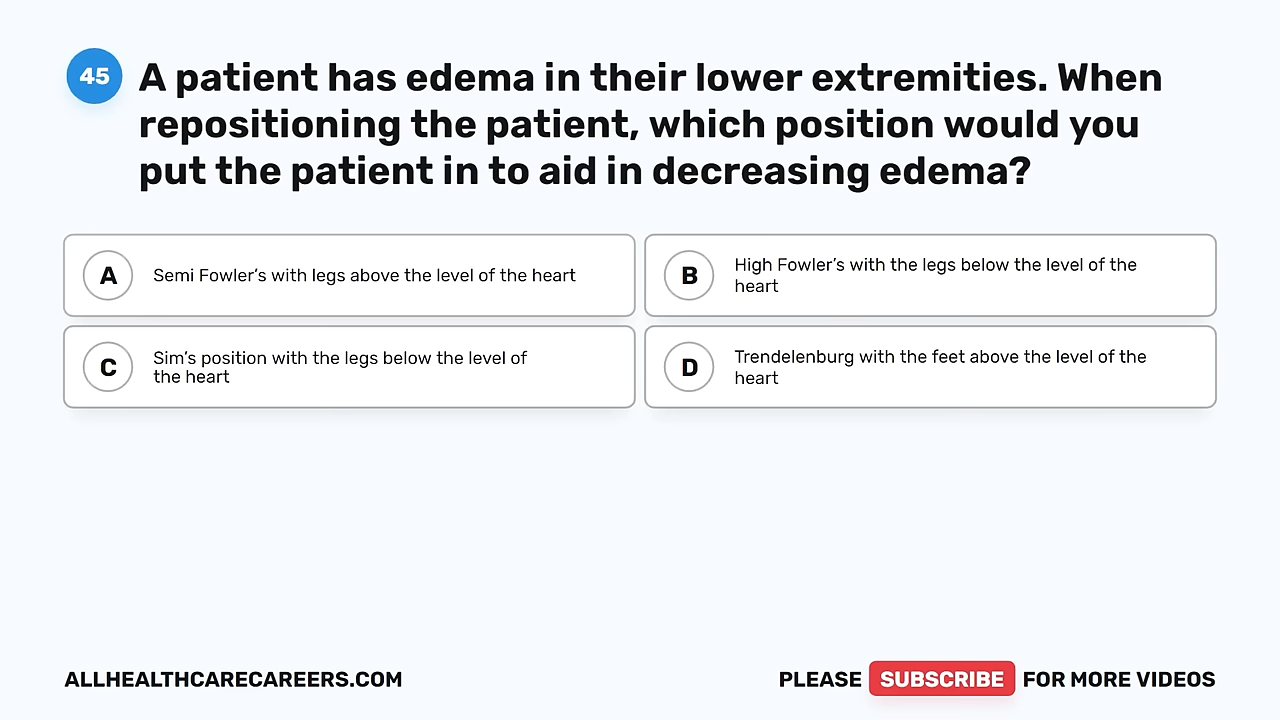 45
A patient has edema in their lower extremities. When
repositioning the patient, which position would you
put the patient in to aid in decreasing edema?
A
Semi Fowler’s with legs above the level of the heart
B
High Fowler’s with the legs below the level of the
heart
C
Sim’s position with the legs below the level of
the heart
D
Trendelenburg with the feet above the level of the
heart
ALLHEALTHCARECAREERS.COM
PLEASE SUBSCRIBE FOR MORE VIDEOS